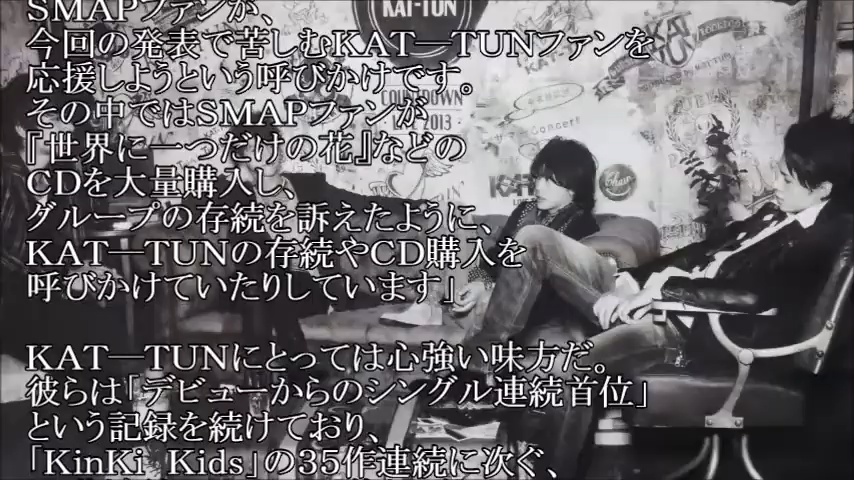 SMAPファンが、
今回の発表で苦しむKAT―TUNファンを
応援しようという呼びかけです。
その中ではSMAPファンが
『世界に一つだけの花』などの
CDを大量購入し、
グループの存続を訴えたように、
KAT―TUNの存続やCD購入を
呼びかけていたりしています」
KAT―TUNにとっては心強い味方だ。
彼らは「デビューからのシングル連続首位」
という記録を続けており、
「KinKi Kids」の35作連続に次ぐ、
KAT-TUN
COUNTDOWN
LIVE 2013
KAT-TUN